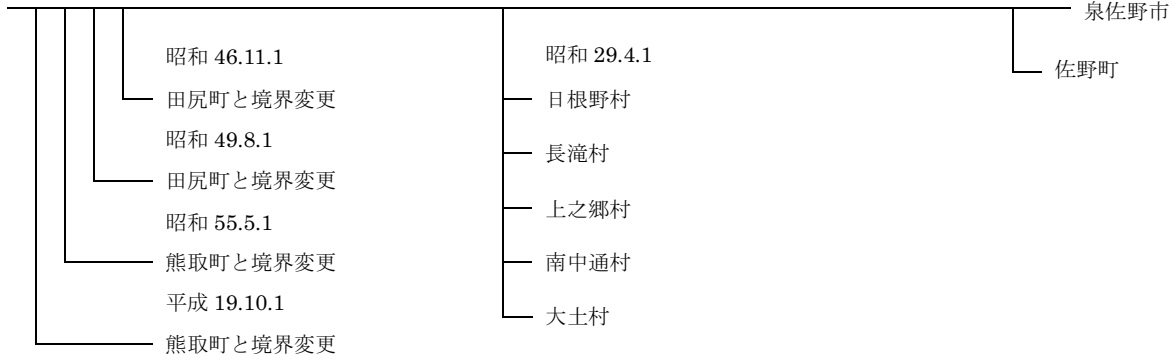 泉佐野市
佐野町
昭和 29.4.1
日根野村
長滝村
上之郷村
南中通村
大土村
昭和 46.11.1
田尻町と境界変更
昭和 49.8.1
田尻町と境界変更
昭和 55.5.1
熊取町と境界変更
平成 19.10.1
熊取町と境界変更